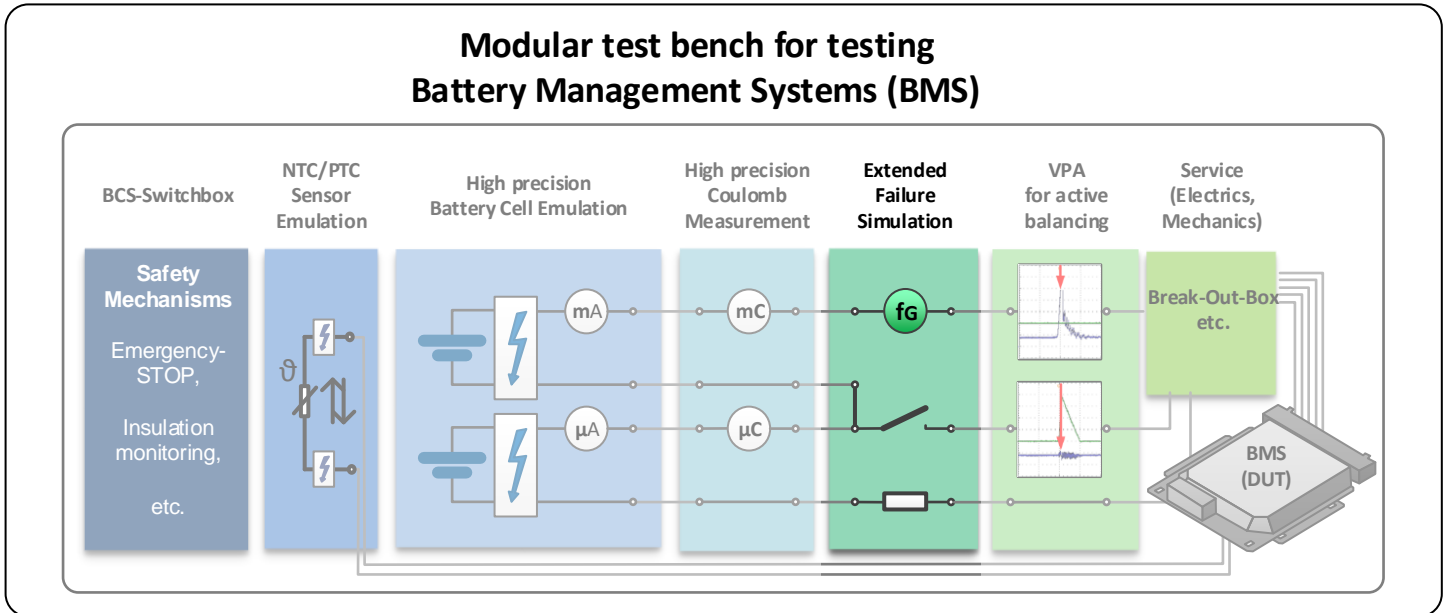 Modular test bench for testing
Battery Management Systems (BMS)
BCS-Switchbox
NTC/PTC
Sensor
Emulation
High precision
Battery Cell Emulation
High precision
Coulomb
Measurement
Extended
Failure
Simulation
VPA
for active
balancing
Service
(Electrics,
Mechanics)
Safety
Mechanisms
Emergency-
STOP,
Insulation
monitoring,
etc.
ϑ
mA
µA
mC
µC
fG
Break-Out-Box
etc.
BMS
(DUT)